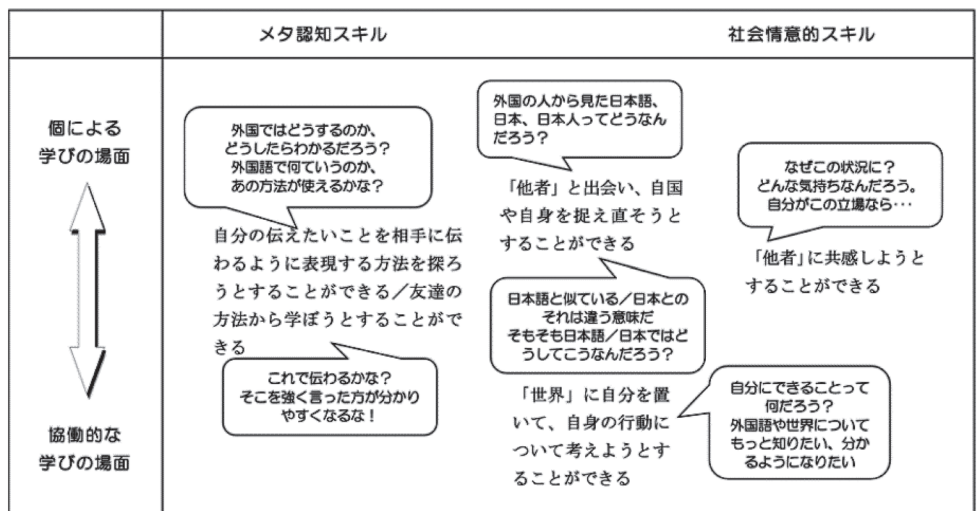 メタ認知スキル
社会情意的スキル
個による
学びの場面
協働的な
学びの場面
外国ではどうするのか、
どうしたらわかるだろう？
外国語で何ていうのか、
あの方法が使えるかな？
自分の伝えたいことを相手に伝
わるように表現する方法を探ろ
うとすることができる／友達の
方法から学ぼうとすることがで
きる
これで伝わるかな？
そこを強く言った方が分かり
やすくなるな！
外国の人から見た日本語、
日本、日本人ってどうなん
だろう？
「他者」と出会い、自国
や自身を捉え直そうと
することができる
日本語と似ている／日本との
それは違う意味だ
そもそも日本語／日本ではど
うしてこうなんだろう？
「世界」に自分を置
いて、自身の行動に
ついて考えようとす
ることができる
なぜこの状況に？
どんな気持ちなんだろう。
自分がこの立場なら･･･
「他者」に共感しようと
することができる
自分にできることって
何だろう？
外国語や世界について
もっと知りたい、分か
るようになりたい